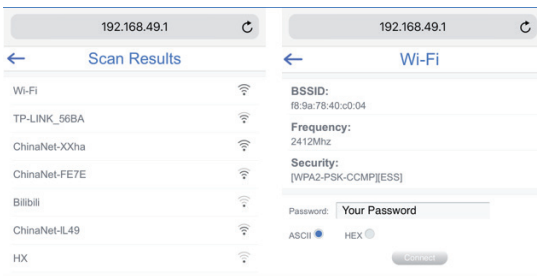 192.168.49.1
Scan Results
Wi-Fi
TP-LINK_56BA
ChinaNet-XXha
ChinaNet-FE7E
Bilibili
ChinaNet-IL49
HX
192.168.49.1
Wi-Fi
BSSID:
f8:9a:78:40:c0:04
Frequency:
2412Mhz
Security:
[WPA2-PSK-CCMP][ESS]
Password: Your Password
ASCII HEX
Connect